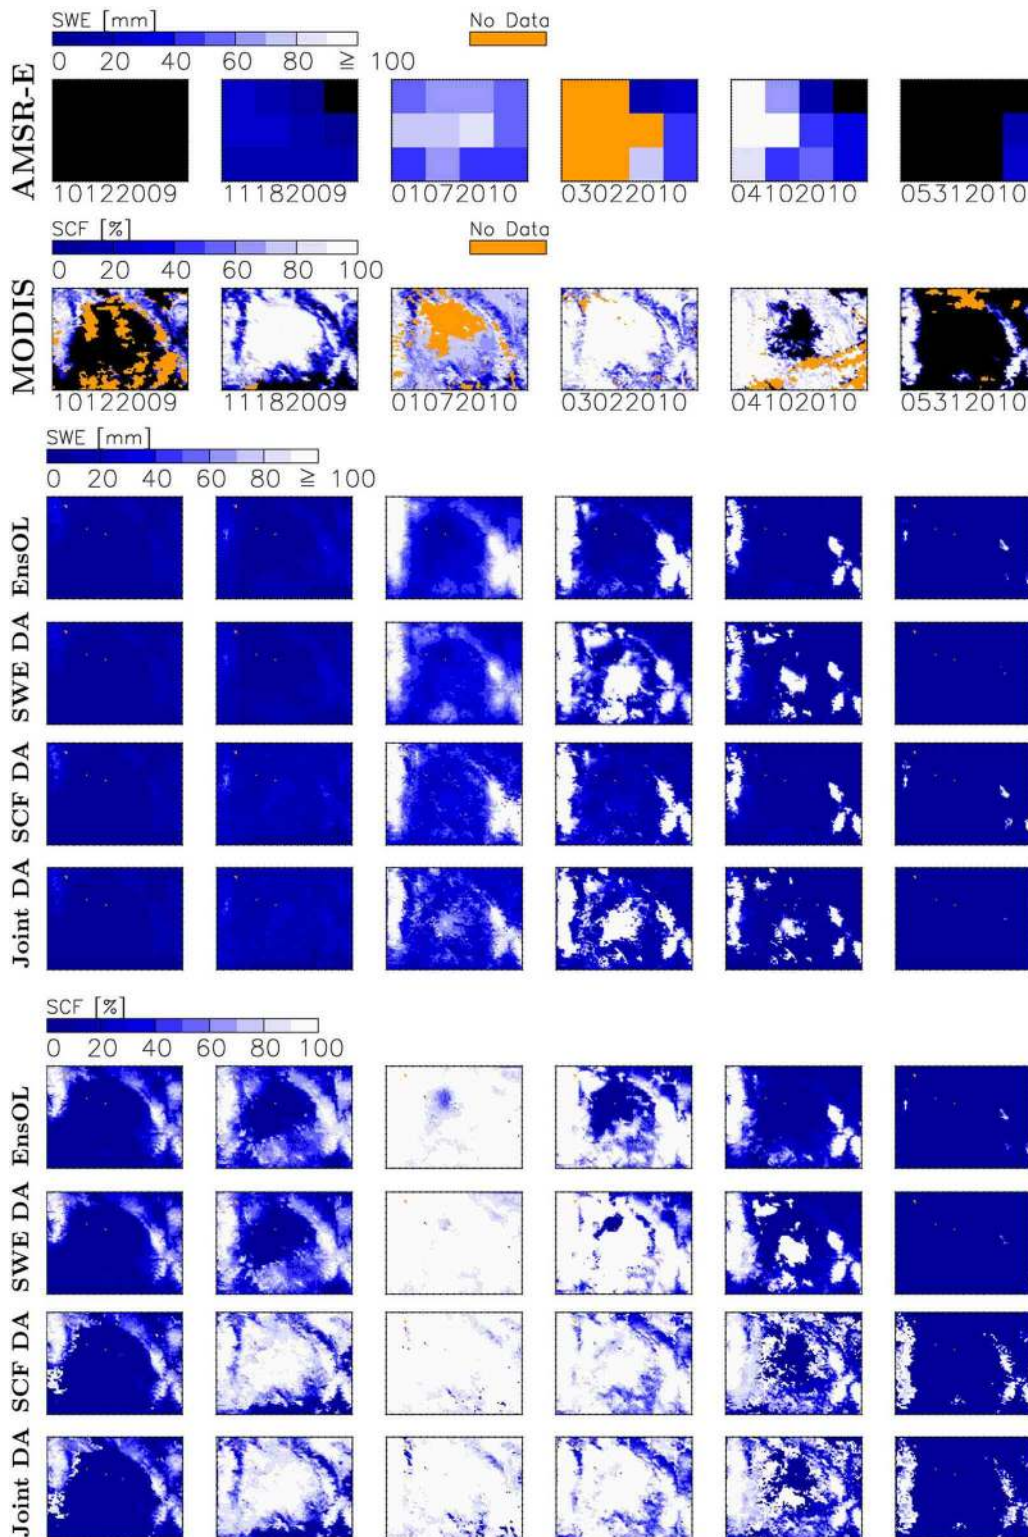 SWE [mm]
No Data
0 20 40 60 80 ≧ 100
AMSR-E
10122009 11182009 01072010 03022010 04102010 05312010
SCF [%]
No Data
0 20 40 60 80 100
MODIS
10122009 11182009 01072010 03022010 04102010 05312010
SWE [mm]
0 20 40 60 80 ≧ 100
EnsOL
SWE DA
SCF DA
Joint DA
SCF [%]
0 20 40 60 80 100
EnsOL
SWE DA
SCF DA
Joint DA